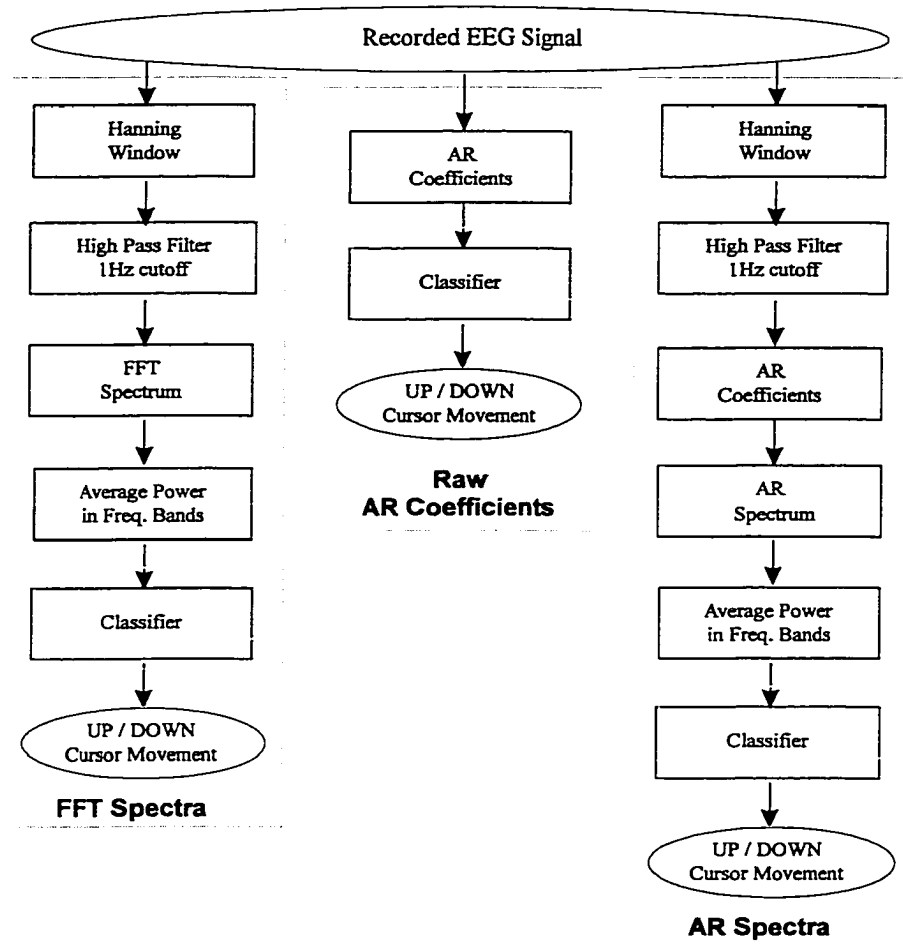 Recorded EEG Signal
Hanning
Window
High Pass Filter
1Hz cutoff
FFT
Spectrum
Average Power
in Freq. Bands
Classifier
UP / DOWN
Cursor Movement
FFT Spectra
AR
Coefficients
Classifier
UP / DOWN
Cursor Movement
Raw
AR Coefficients
Hanning
Window
High Pass Filter
1Hz cutoff
AR
Coefficients
AR
Spectrum
Average Power
in Freq. Bands
Classifier
UP / DOWN
Cursor Movement
AR Spectra